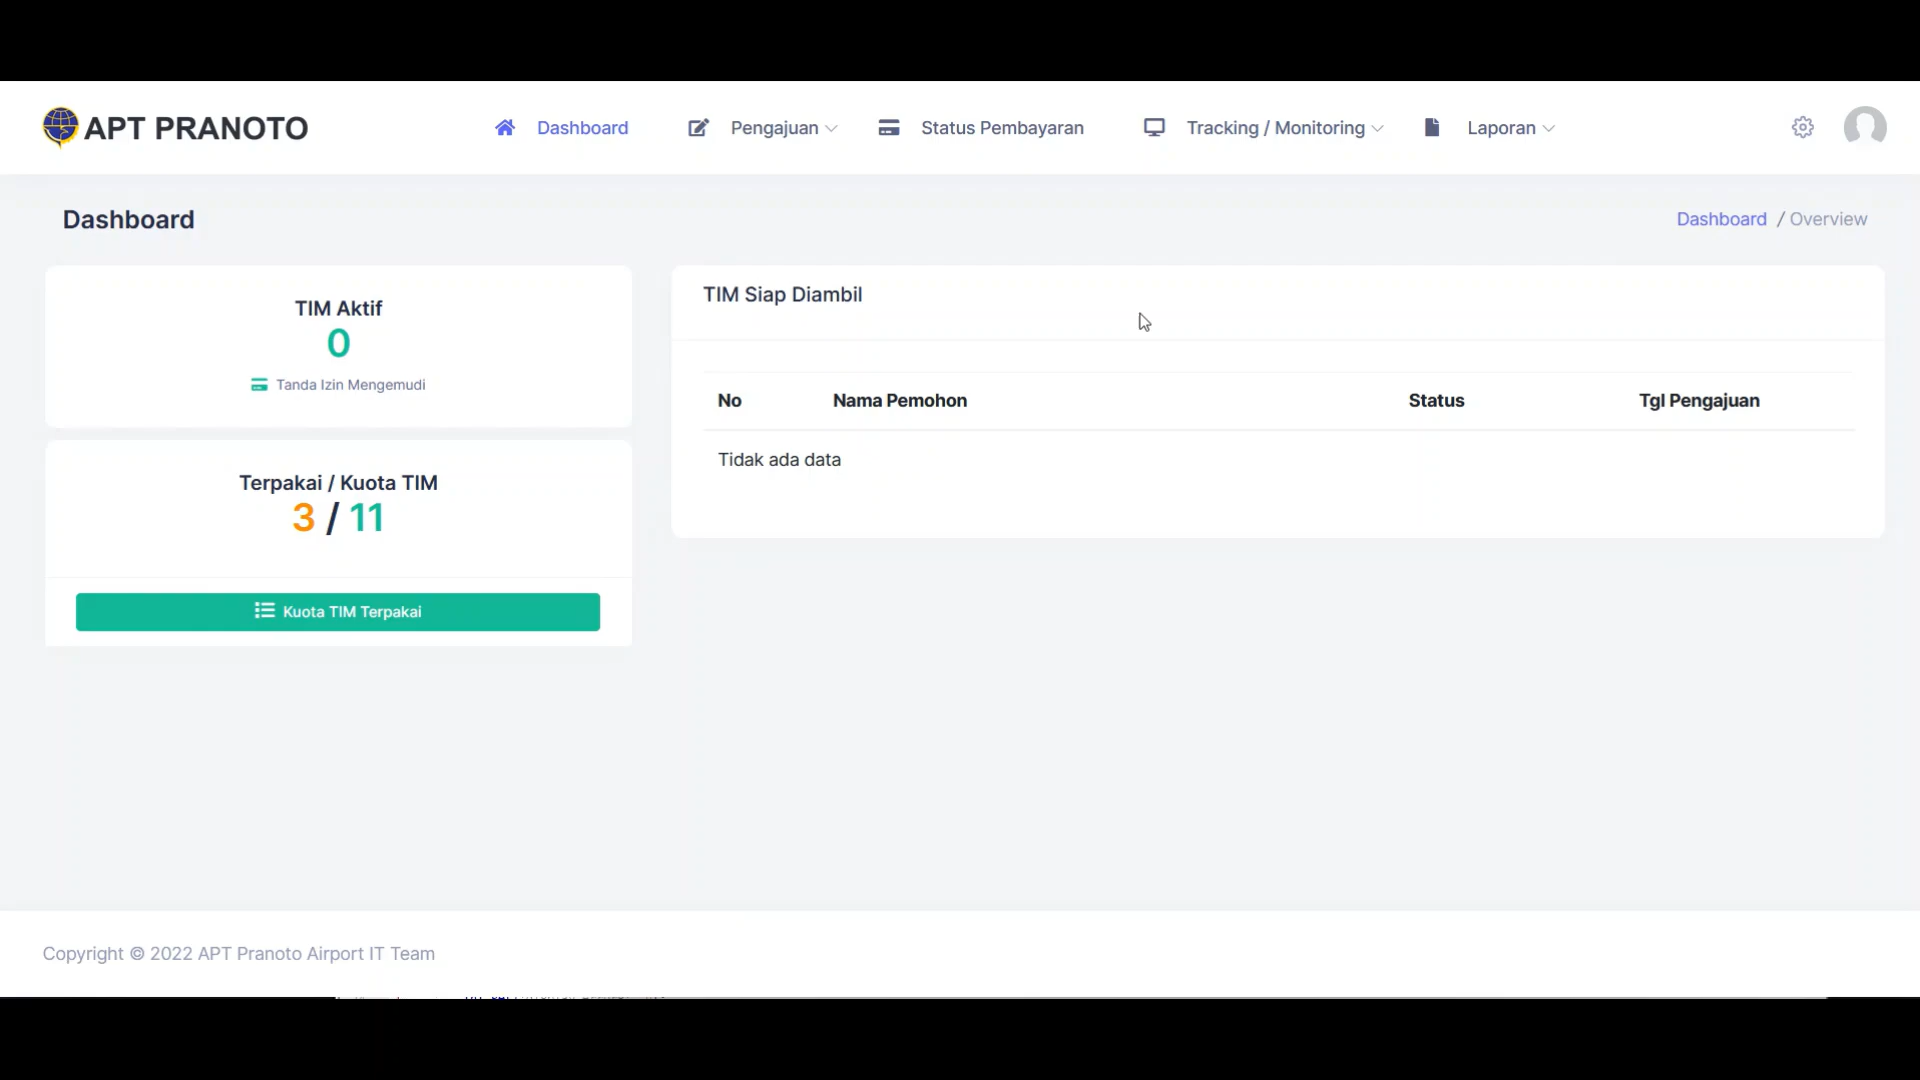 APT PRANOTO
Dashboard
Pengajuan
Status Pembayaran
Tracking / Monitoring
Laporan
Dashboard
Dashboard / Overview
TIM Aktif
0
Tanda Izin Mengemudi
Terpakai / Kuota TIM
3 / 11
Kuota TIM Terpakai
TIM Siap Diambil
No Nama Pemohon Status Tgl Pengajuan
Tidak ada data
Copyright © 2022 APT Pranoto Airport IT Team